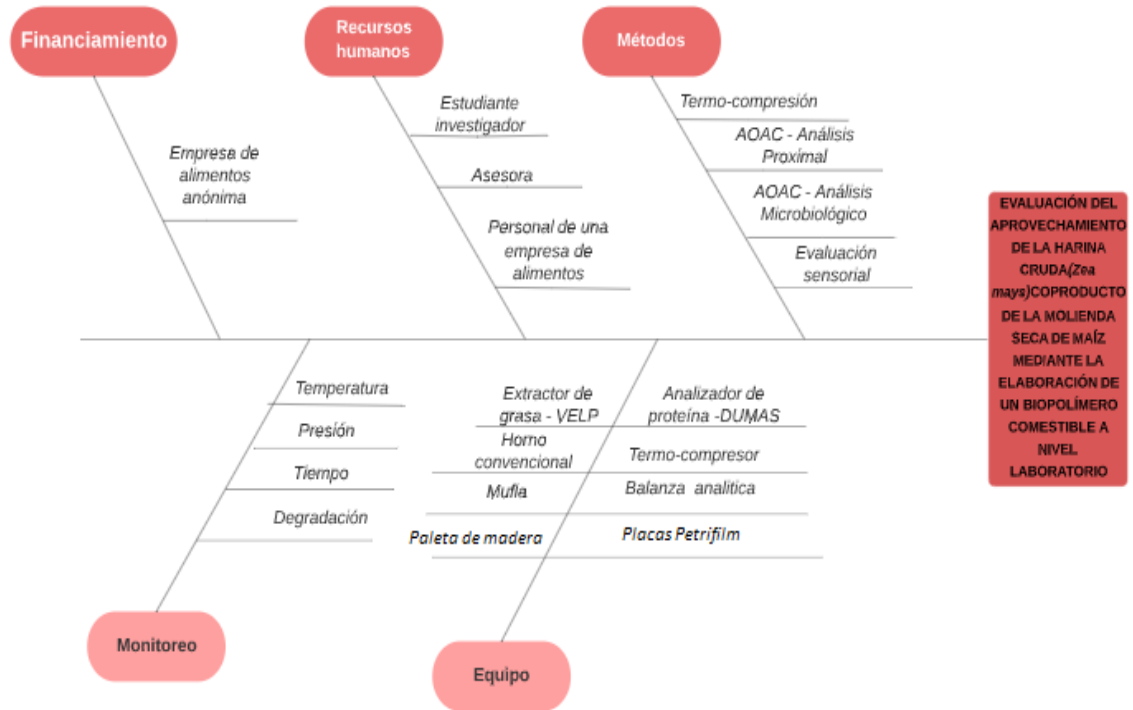 Financiamiento
Empresa de
alimentos
anónima
Recursos
humanos
Estudiante
investigador
Asesora
Personal de una
empresa de
alimentos
Métodos
Termo-compresión
AOAC - Análisis
Proximal
AOAC - Análisis
Microbiológico
Evaluación
sensorial
EVALUACIÓN DEL
APROVECHAMIENTO
DE LA HARINA
CRUDA(Zea
mays)COPRODUCTO
DE LA MOLIENDA
SECA DE MAÍZ
MEDIANTE LA
ELABORACIÓN DE
UN BIOPOLÍMERO
COMESTIBLE A
NIVEL
LABORATORIO
Temperatura
Presión
Tiempo
Degradación
Monitoreo
Extractor de
grasa - VELP
Horno
convencional
Mufla
Paleta de madera
Analizador de
proteína -DUMAS
Termo-compresor
Balanza analitica
Placas Petrifilm
Equipo